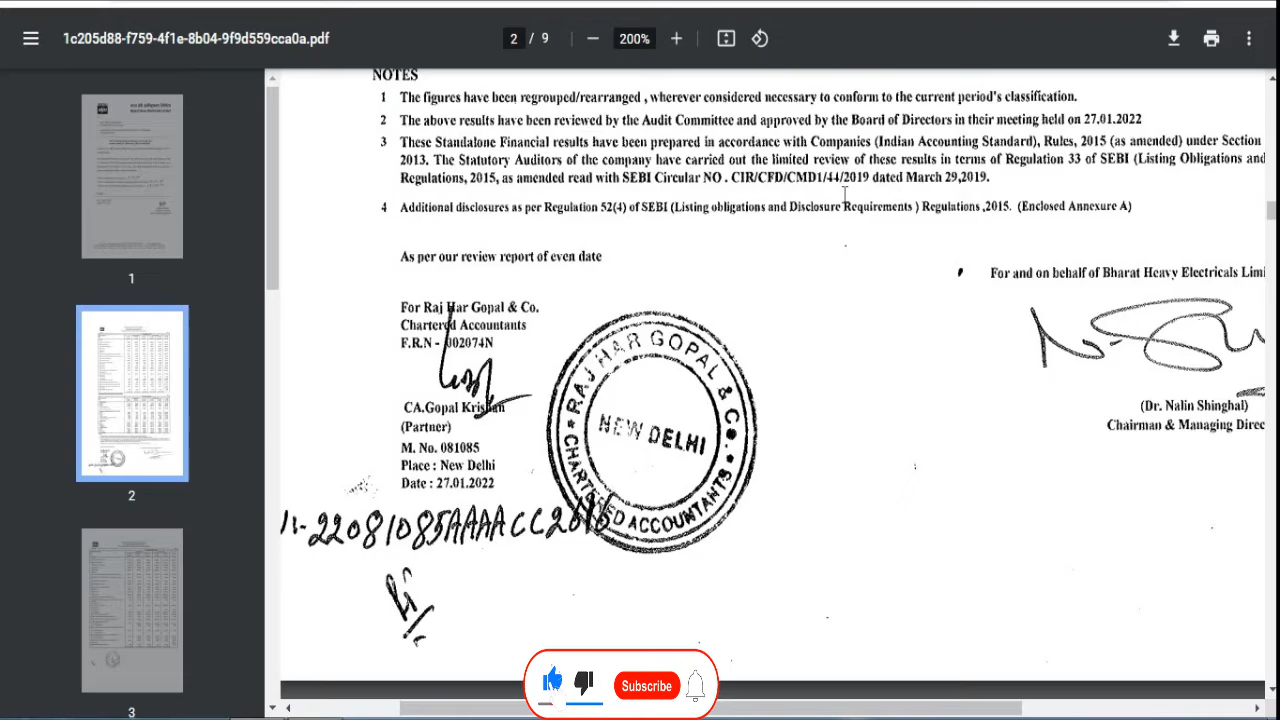 1c205d88-f759-4f1e-8b04-9f9d559cca0a.pdf
2 / 9
200%
NOTES
1 The figures have been regrouped/rearranged , wherever considered necessary to conform to the current period's classification.
2 The above results have been reviewed by the Audit Committee and approved by the Board of Directors in their meeting held on 27.01.2022
3 These Standalone Financial results have been prepared in accordance with Companies (Indian Accounting Standard), Rules, 2015 (as amended) under Section
2013. The Statutory Auditors of the company have carried out the limited review of these results in terms of Regulation 33 of SEBI (Listing Obligations and
Regulations, 2015, as amended read with SEBI Circular NO . CIR/CFD/CMD1/44/2019 dated March 29,2019.
4 Additional disclosures as per Regulation 52(4) of SEBI (Listing obligations and Disclosure Requirements ) Regulations ,2015. (Enclosed Annexure A)
As per our review report of even date
For and on behalf of Bharat Heavy Electricals Limi
For Raj Har Gopal & Co.
Chartered Accountants
F.R.N - 002074N
CA.Gopal Krishan
(Partner)
M. No. 081085
Place : New Delhi
Date : 27.01.2022
RAJ HAR GOPAL & Co.
NEW DELHI
CHARTERED ACCOUNTANTS
(Dr. Nalin Shinghal)
Chairman & Managing Direc
1
2
3
Subscribe